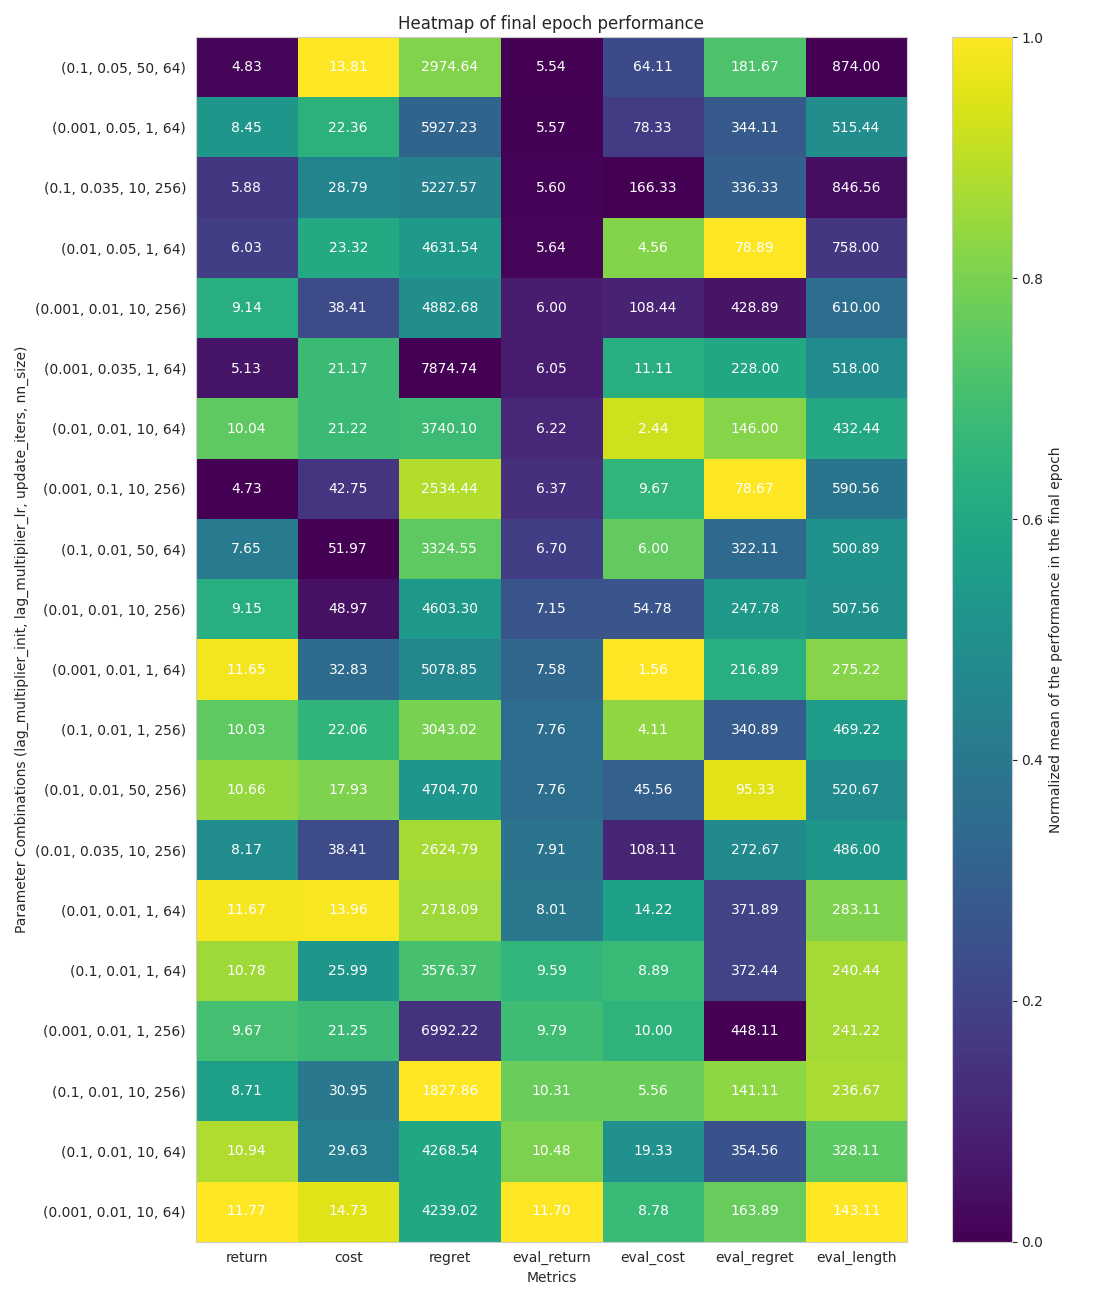 Heatmap of final epoch performance
Parameter Combinations (lag_multiplier_init, lag_multiplier_lr, update_iters, nn_size)
(0.1, 0.05, 50, 64) 4.83 13.81 2974.64 5.54 64.11 181.67 874.00
(0.001, 0.05, 1, 64) 8.45 22.36 5927.23 5.57 78.33 344.11 515.44
(0.1, 0.035, 10, 256) 5.88 28.79 5227.57 5.60 166.33 336.33 846.56
(0.01, 0.05, 1, 64) 6.03 23.32 4631.54 5.64 4.56 78.89 758.00
(0.001, 0.01, 10, 256) 9.14 38.41 4882.68 6.00 108.44 428.89 610.00
(0.001, 0.035, 1, 64) 5.13 21.17 7874.74 6.05 11.11 228.00 518.00
(0.01, 0.01, 10, 64) 10.04 21.22 3740.10 6.22 2.44 146.00 432.44
(0.001, 0.1, 10, 256) 4.73 42.75 2534.44 6.37 9.67 78.67 590.56
(0.1, 0.01, 50, 64) 7.65 51.97 3324.55 6.70 6.00 322.11 500.89
(0.01, 0.01, 10, 256) 9.15 48.97 4603.30 7.15 54.78 247.78 507.56
(0.001, 0.01, 1, 64) 11.65 32.83 5078.85 7.58 1.56 216.89 275.22
(0.1, 0.01, 1, 256) 10.03 22.06 3043.02 7.76 4.11 340.89 469.22
(0.01, 0.01, 50, 256) 10.66 17.93 4704.70 7.76 45.56 95.33 520.67
(0.01, 0.035, 10, 256) 8.17 38.41 2624.79 7.91 108.11 272.67 486.00
(0.01, 0.01, 1, 64) 11.67 13.96 2718.09 8.01 14.22 371.89 283.11
(0.1, 0.01, 1, 64) 10.78 25.99 3576.37 9.59 8.89 372.44 240.44
(0.001, 0.01, 1, 256) 9.67 21.25 6992.22 9.79 10.00 448.11 241.22
(0.1, 0.01, 10, 256) 8.71 30.95 1827.86 10.31 5.56 141.11 236.67
(0.1, 0.01, 10, 64) 10.94 29.63 4268.54 10.48 19.33 354.56 328.11
(0.001, 0.01, 10, 64) 11.77 14.73 4239.02 11.70 8.78 163.89 143.11
return cost regret eval_return eval_cost eval_regret eval_length
Metrics
1.0
0.8
0.6
0.4
0.2
0.0
Normalized mean of the performance in the final epoch